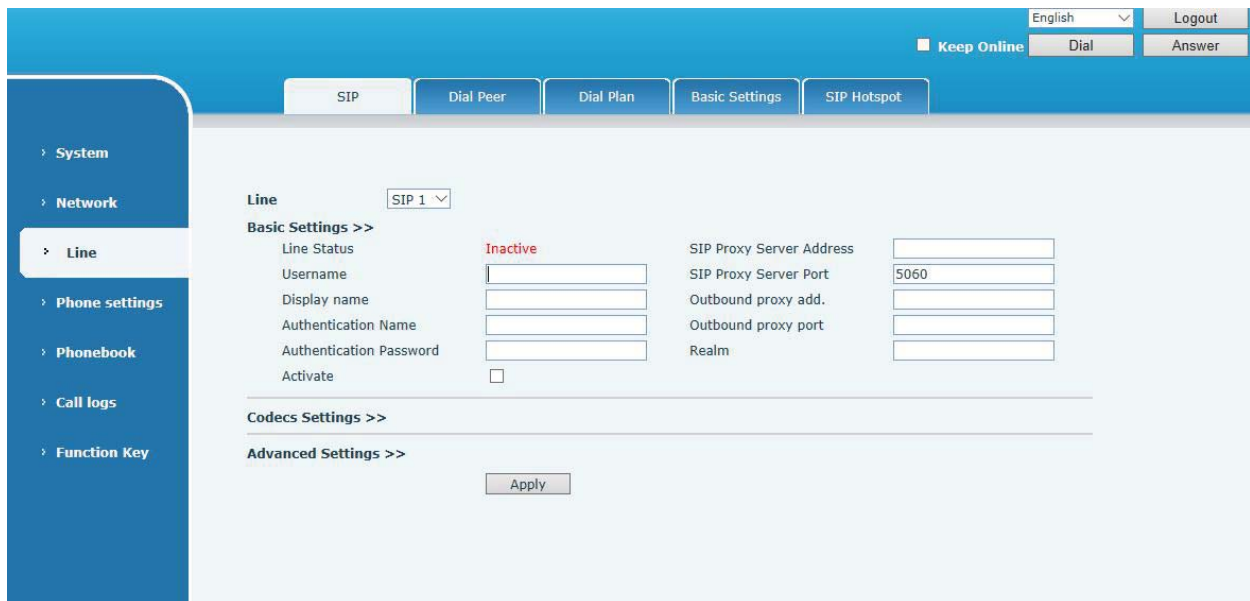 English Logout
Keep Online Dial Answer
SIP Dial Peer Dial Plan Basic Settings SIP Hotspot
System
Network
Line
Phone settings
Phonebook
Call logs
Function Key
Line SIP 1
Basic Settings >>
Line Status Inactive SIP Proxy Server Address
Username SIP Proxy Server Port 5060
Display name Outbound proxy add.
Authentication Name Outbound proxy port
Authentication Password Realm
Activate
Codecs Settings >>
Advanced Settings >>
Apply